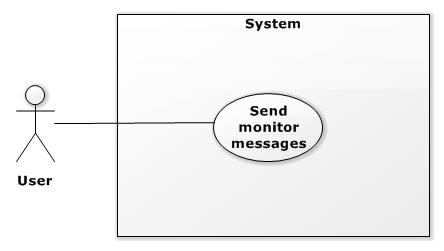 System
Send
monitor
messages
User